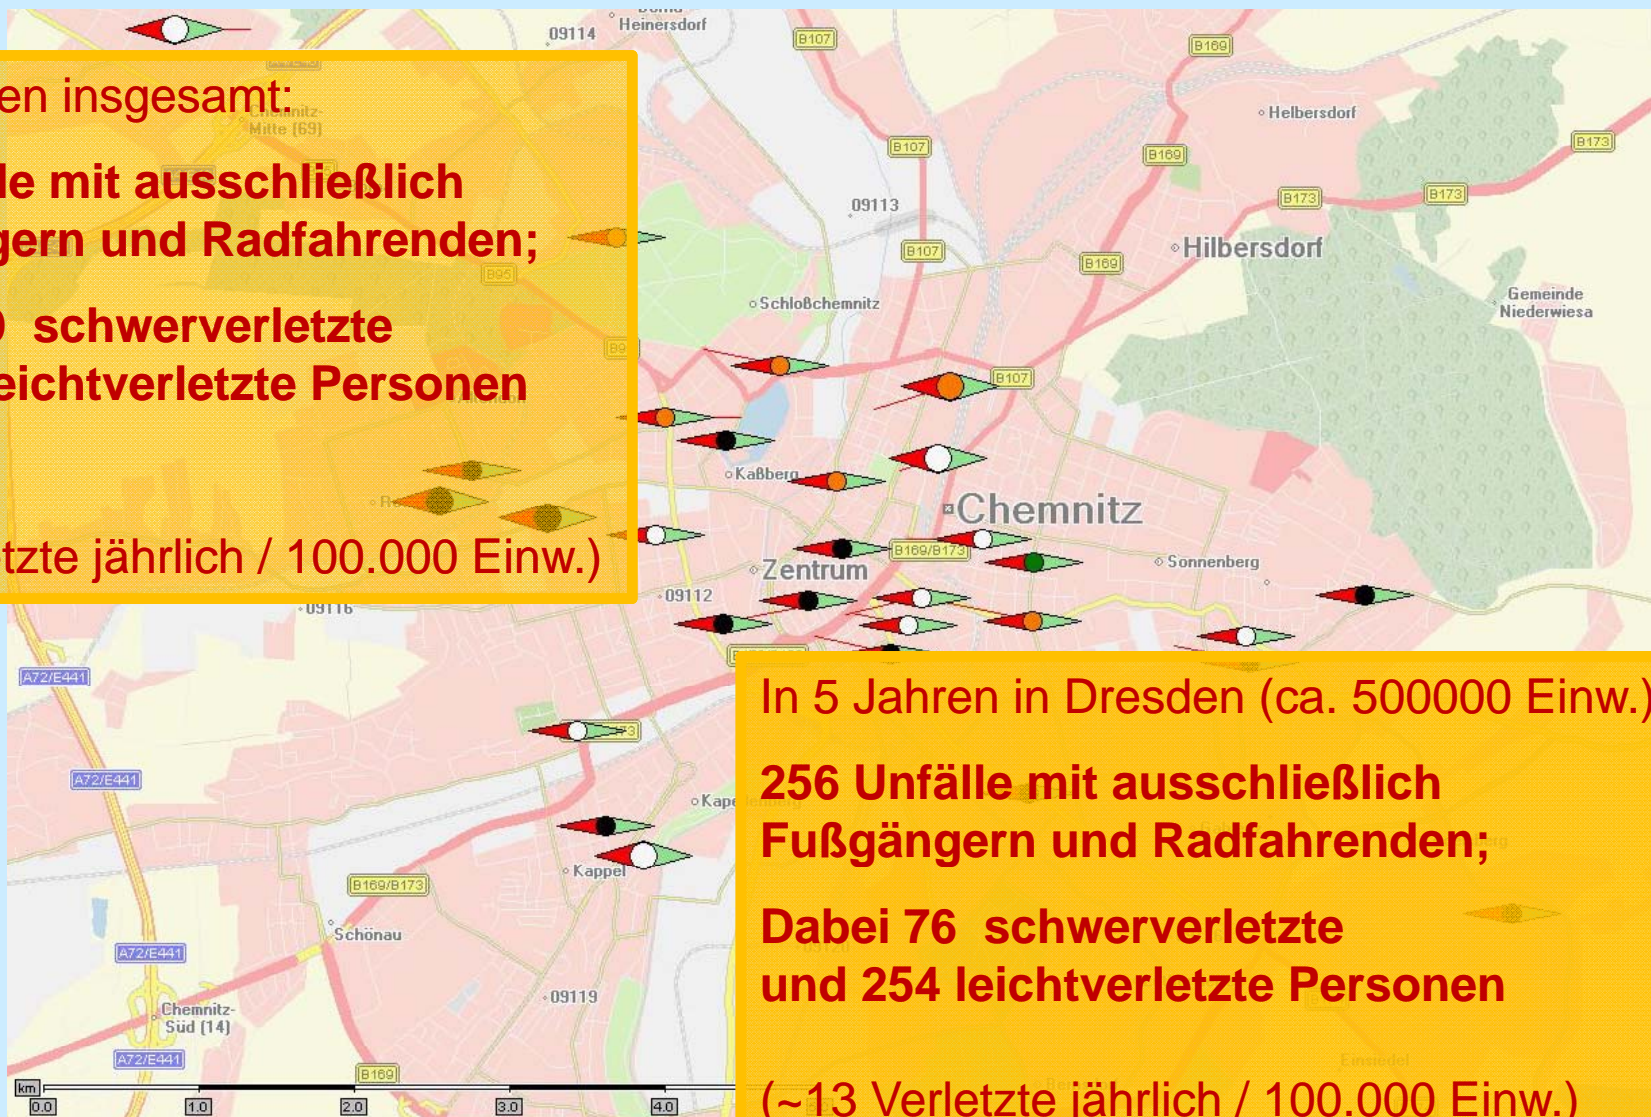 en insgesamt:
le mit ausschließlich
gern und Radfahrenden;
schwerverletzte
eichtverletzte Personen
tzte jährlich / 100.000 Einw.)
In 5 Jahren in Dresden (ca. 500000 Einw.)
256 Unfälle mit ausschließlich
Fußgängern und Radfahrenden;
Dabei 76 schwerverletzte
und 254 leichtverletzte Personen
(~ 13 Verletzte jährlich / 100.000 Einw.)
09114
Heinersdorf
B107
B169
Chemnitz-
Mitte (69)
Helbersdorf
B107
B169
B173
09113
B173
B173
B107
B169
Hilbersdorf
B95
Schloßchemnitz
Gemeinde
Niederwiesa
B107
Kaßberg
Chemnitz
B169/B173
Zentrum
Sonnenberg
09116
09112
A72/E441
A72/E441
Kappel
B169/B173
Schönau
A72/E441
09119
Chemnitz-
Süd (14)
A72/E441
B169
Einsiedel
km
0.0
1.0
2.0
3.0
4.0